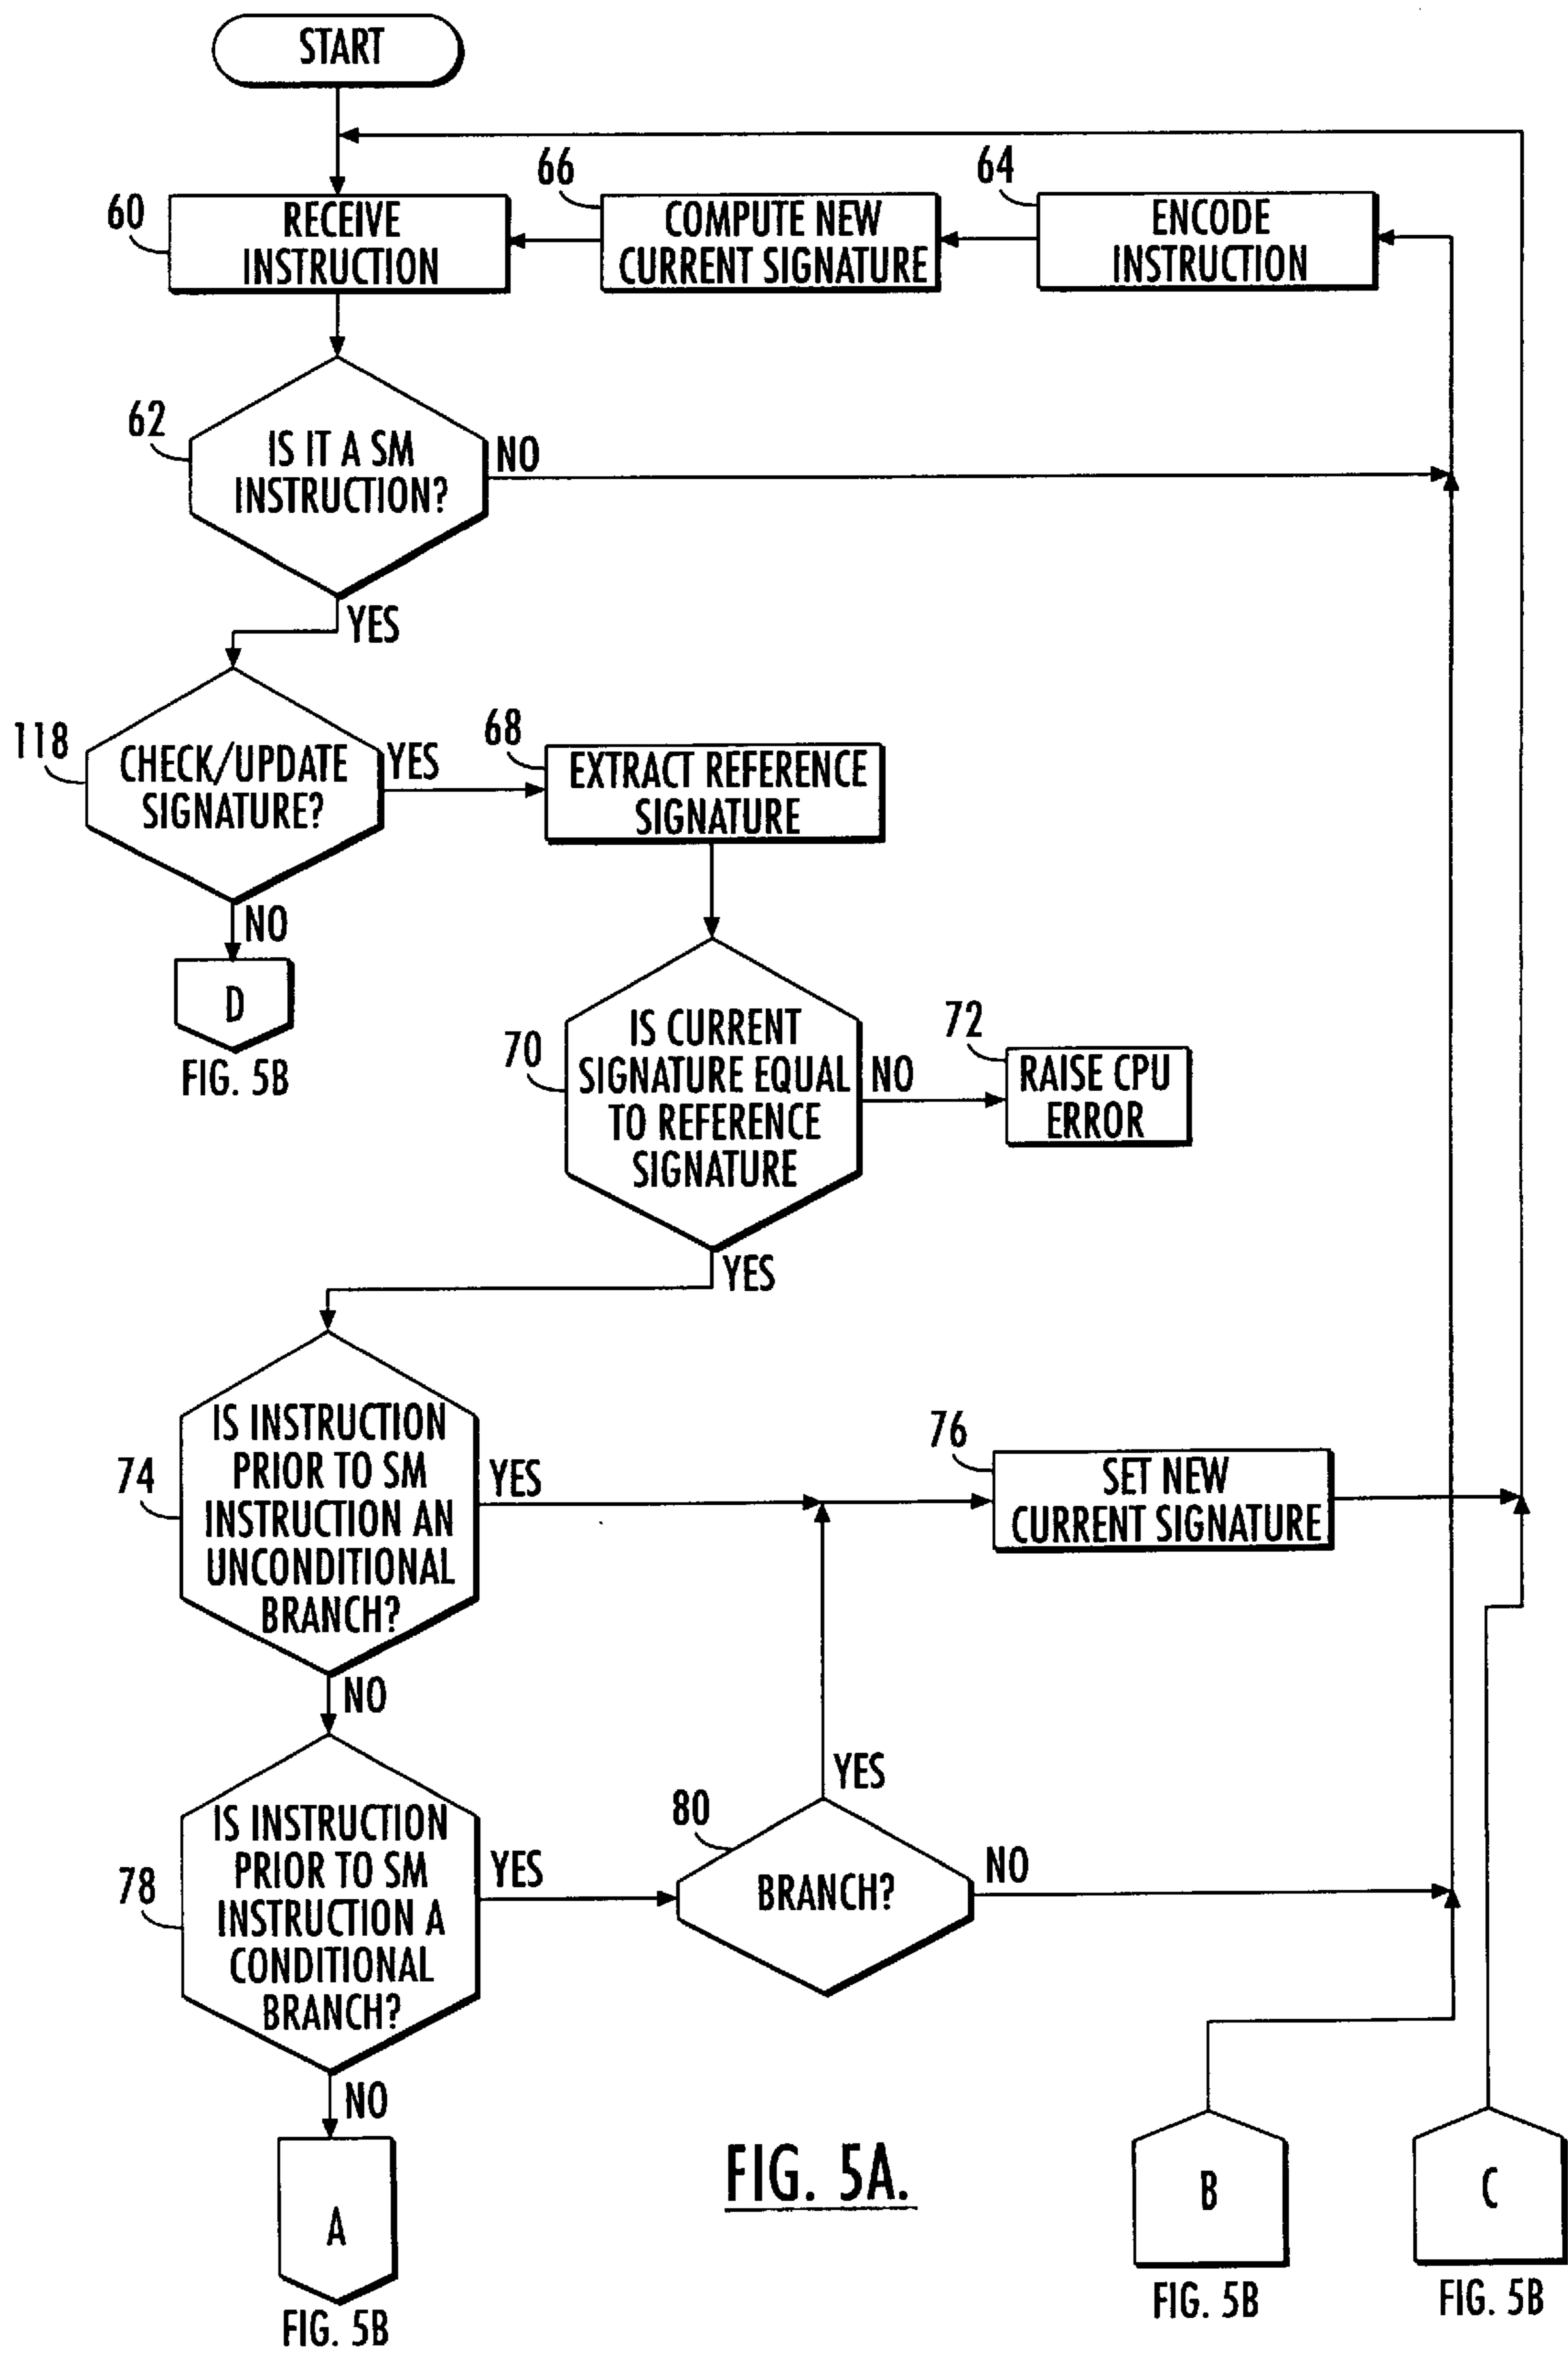 START
60
RECEIVE
INSTRUCTION
66
COMPUTE NEW
CURRENT SIGNATURE
64
ENCODE
INSTRUCTION
62
IS IT A SM
INSTRUCTION?
NO
YES
118
CHECK/UPDATE
SIGNATURE?
YES
68
EXTRACT REFERENCE
SIGNATURE
NO
D
FIG. 5B
70
IS CURRENT
SIGNATURE EQUAL
TO REFERENCE
SIGNATURE
NO
72
RAISE CPU
ERROR
YES
74
IS INSTRUCTION
PRIOR TO SM
INSTRUCTION AN
UNCONDITIONAL
BRANCH?
YES
76
SET NEW
CURRENT SIGNATURE
NO
78
IS INSTRUCTION
PRIOR TO SM
INSTRUCTION A
CONDITIONAL
BRANCH?
YES
80
BRANCH?
YES
NO
NO
A
FIG. 5B
FIG. 5A.
B
FIG. 5B
C
FIG. 5B